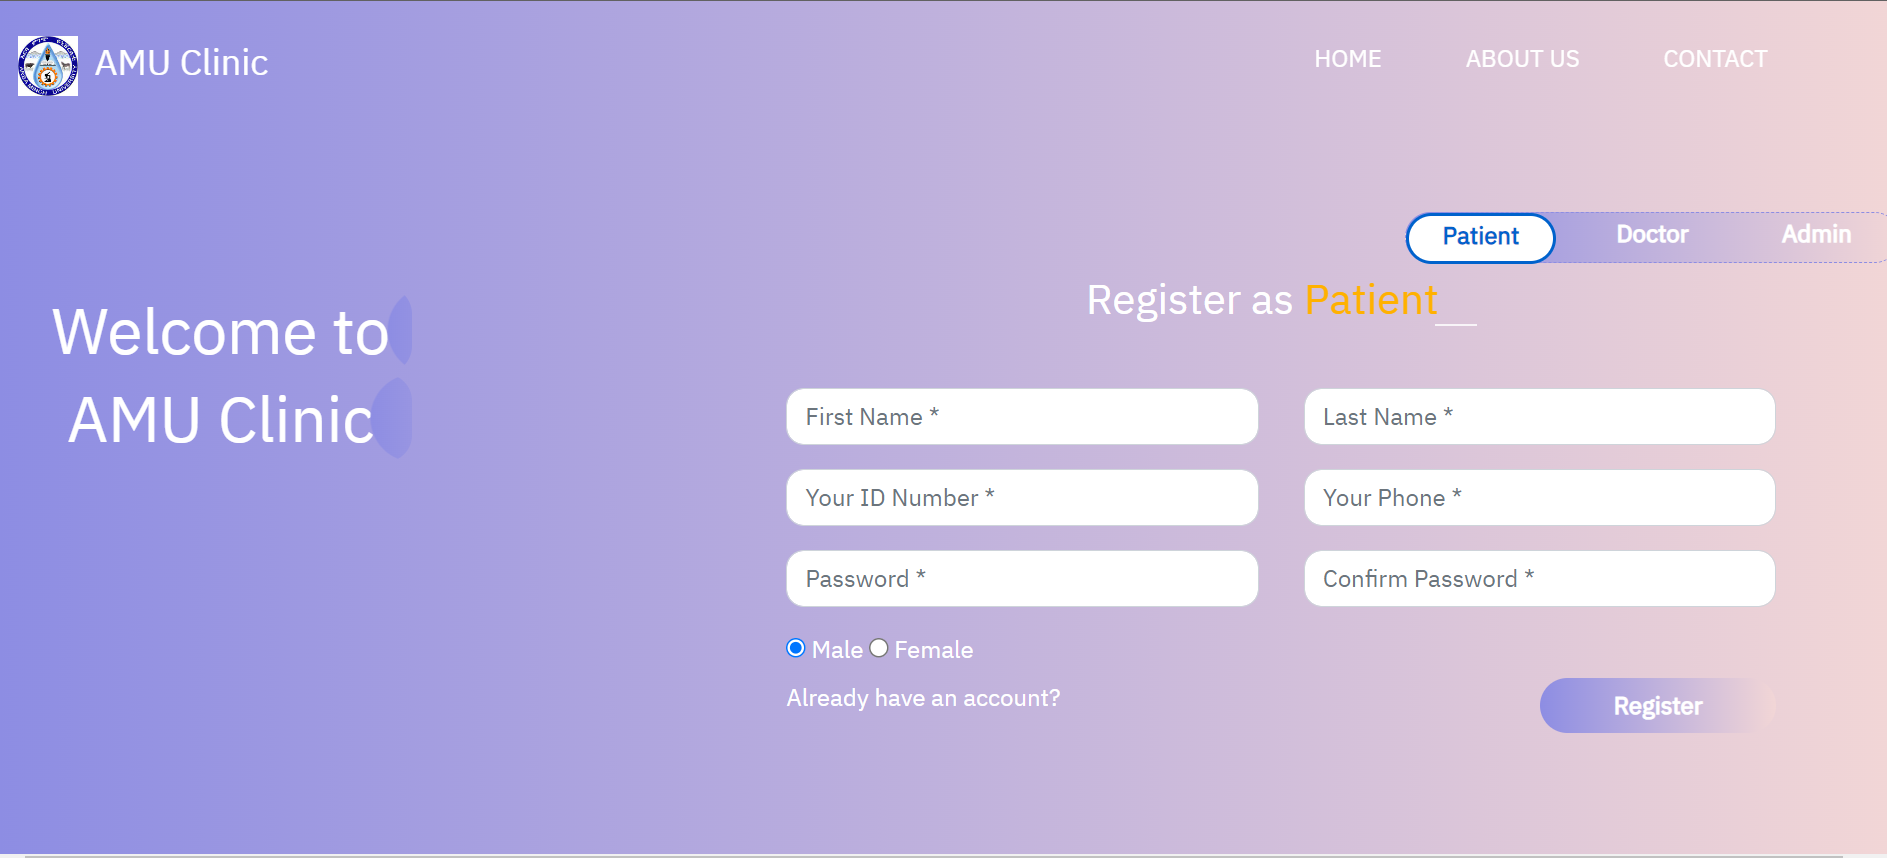 AMU Clinic
HOME ABOUT US CONTACT
Patient Doctor Admin
Register as Patient__
Welcome to
AMU Clinic
First Name * Last Name *
Your ID Number * Your Phone *
Password * Confirm Password *
Male Female
Already have an account?
Register